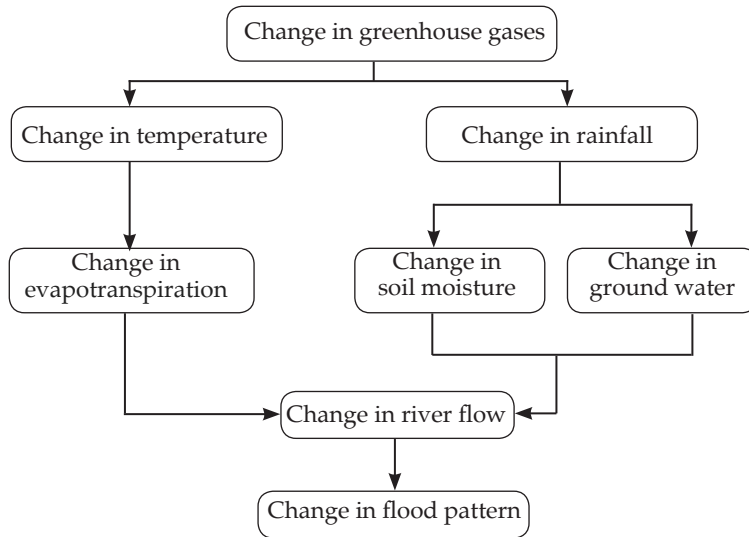 Change in greenhouse gases
Change in temperature
Change in rainfall
Change in
evapotranspiration
Change in
soil moisture
Change in
ground water
Change in river flow
Change in flood pattern